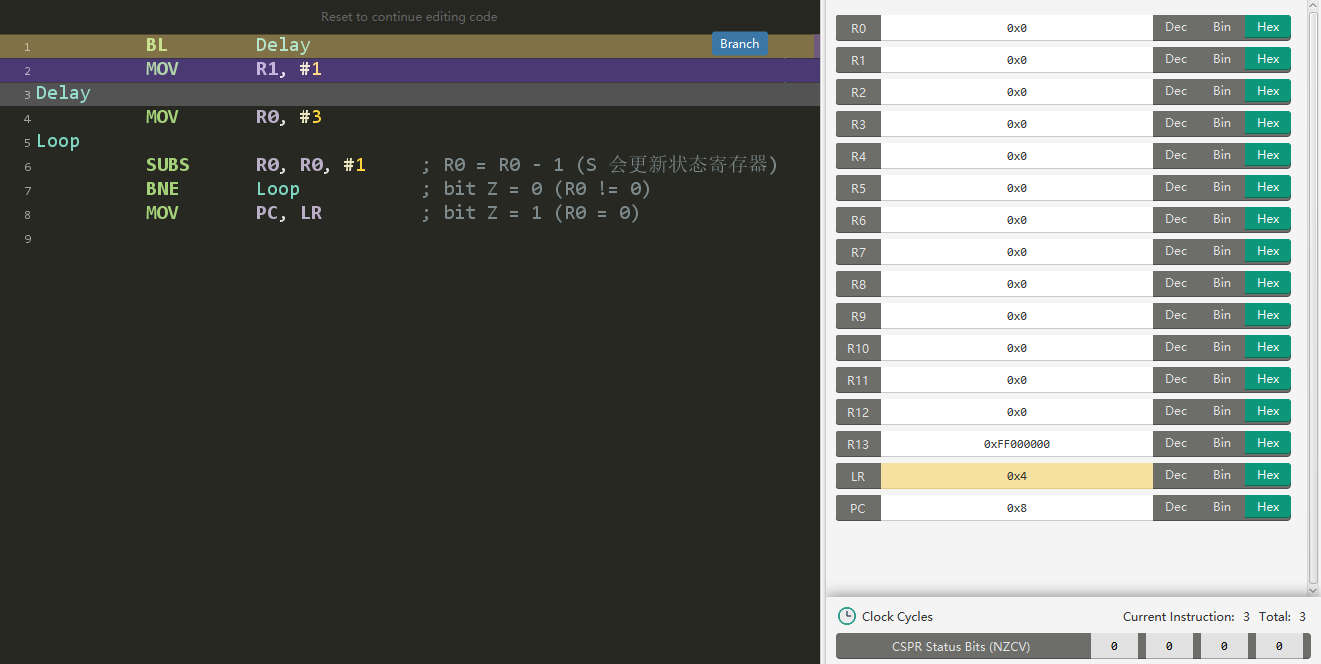 Reset to continue editing code
1 BL Delay Branch
2 MOV R1, #1
3 Delay
4 MOV R0, #3
5 Loop
6 SUBS R0, R0, #1 ; R0 = R0 - 1 (S 会更新状态寄存器)
7 BNE Loop ; bit Z = 0 (R0 != 0)
8 MOV PC, LR ; bit Z = 1 (R0 = 0)
9
R0 0x0 Dec Bin Hex
R1 0x0 Dec Bin Hex
R2 0x0 Dec Bin Hex
R3 0x0 Dec Bin Hex
R4 0x0 Dec Bin Hex
R5 0x0 Dec Bin Hex
R6 0x0 Dec Bin Hex
R7 0x0 Dec Bin Hex
R8 0x0 Dec Bin Hex
R9 0x0 Dec Bin Hex
R10 0x0 Dec Bin Hex
R11 0x0 Dec Bin Hex
R12 0x0 Dec Bin Hex
R13 0xFF000000 Dec Bin Hex
LR 0x4 Dec Bin Hex
PC 0x8 Dec Bin Hex
Clock Cycles Current Instruction: 3 Total: 3
CSPR Status Bits (NZCV) 0 0 0 0